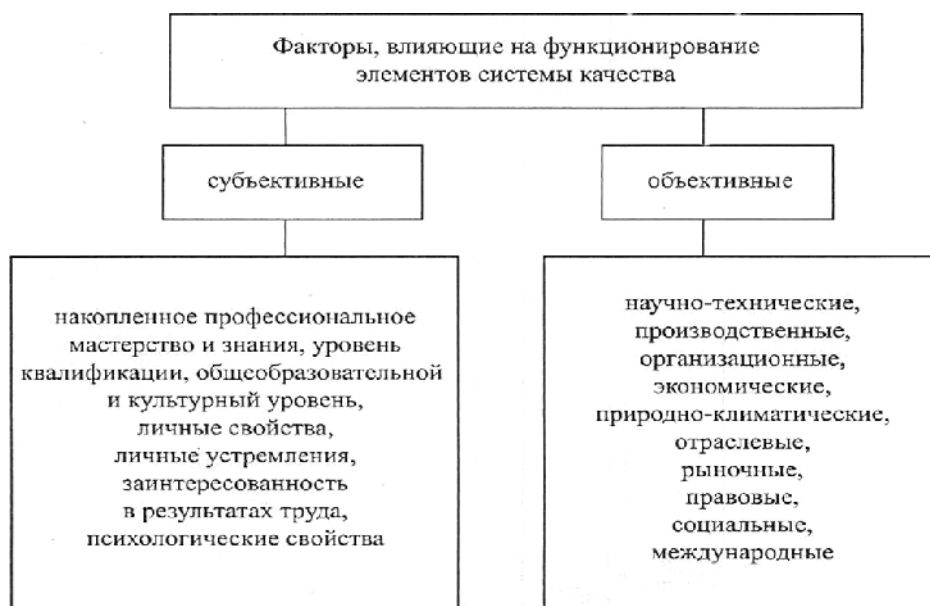 Факторы, влияющие на функционирование
элементов системы качества
субъективные
объективные
накопленное профессиональное
мастерство и знания, уровень
квалификации, общеобразовательной
и культурный уровень,
личные свойства,
личные устремления,
заинтересованность
в результатах труда,
психологические свойства
научно-технические,
производственные,
организационные,
экономические,
природно-климатические,
отраслевые,
рыночные,
правовые,
социальные,
международные